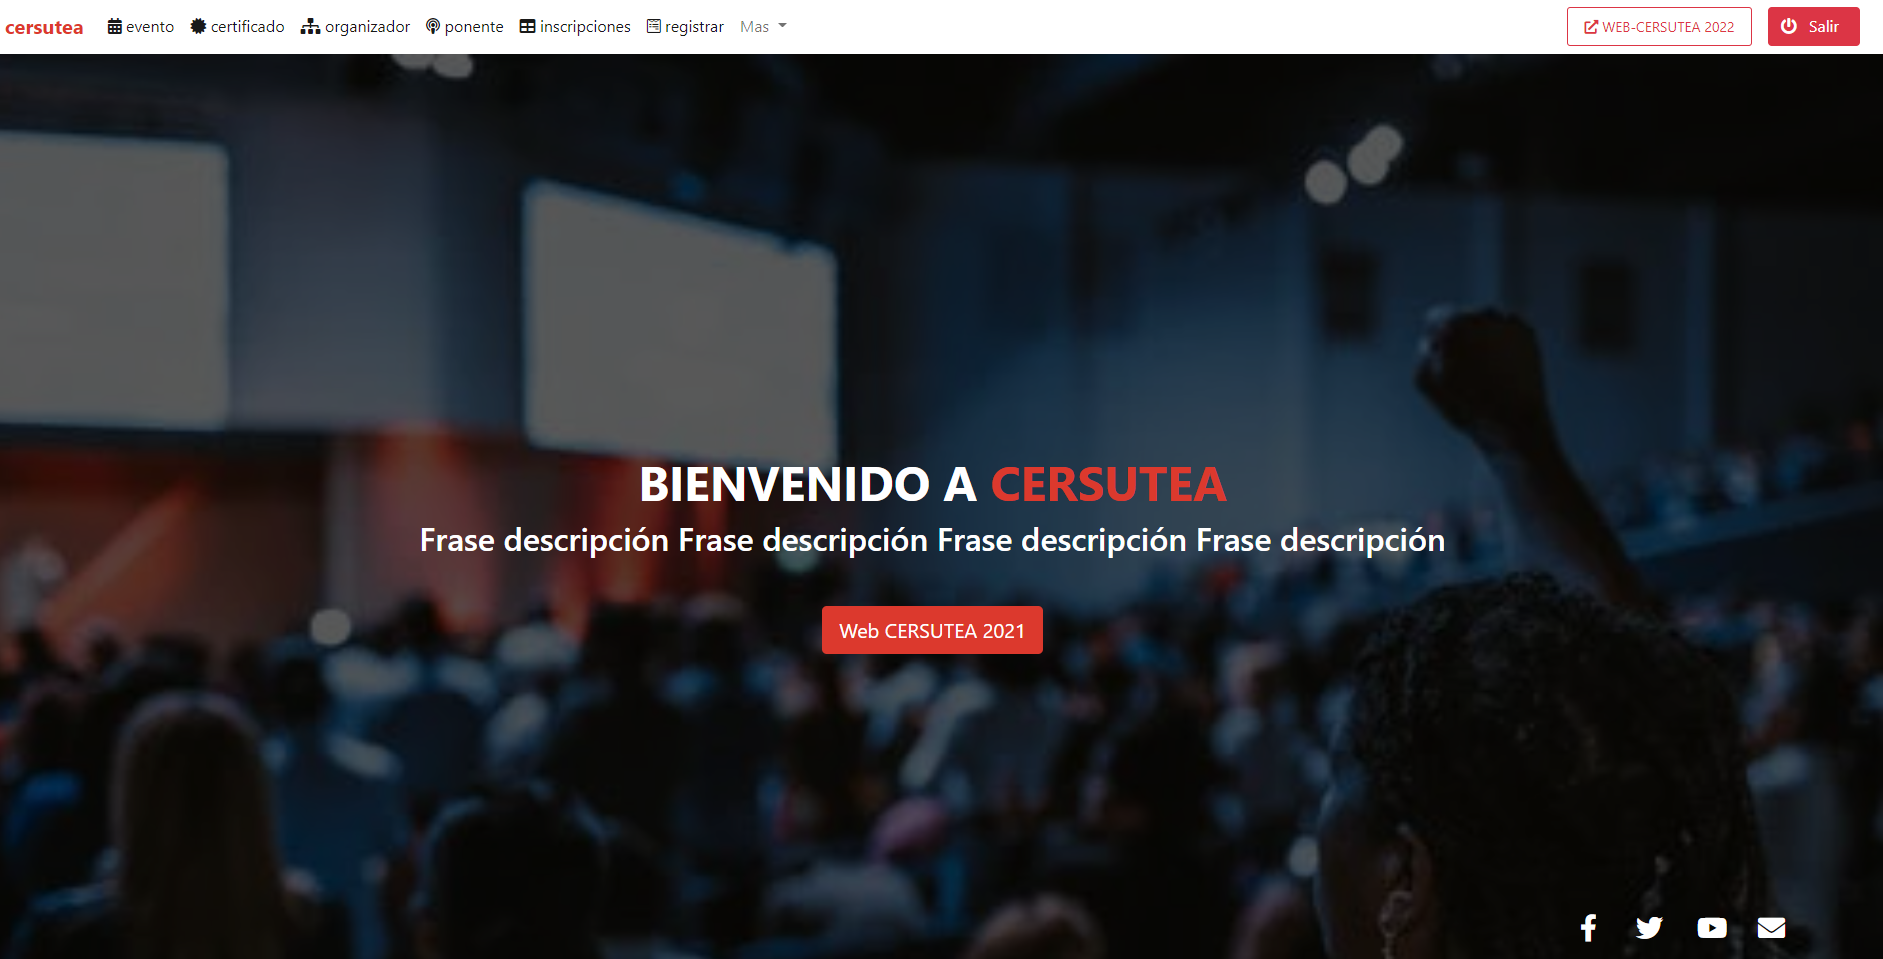 cersutea evento certificado organizador ponente inscripciones registrar Mas WEB-CERSUTEA 2022 Salir
BIENVENIDO A CERSUTEA
Frase descripción Frase descripción Frase descripción Frase descripción
Web CERSUTEA 2021